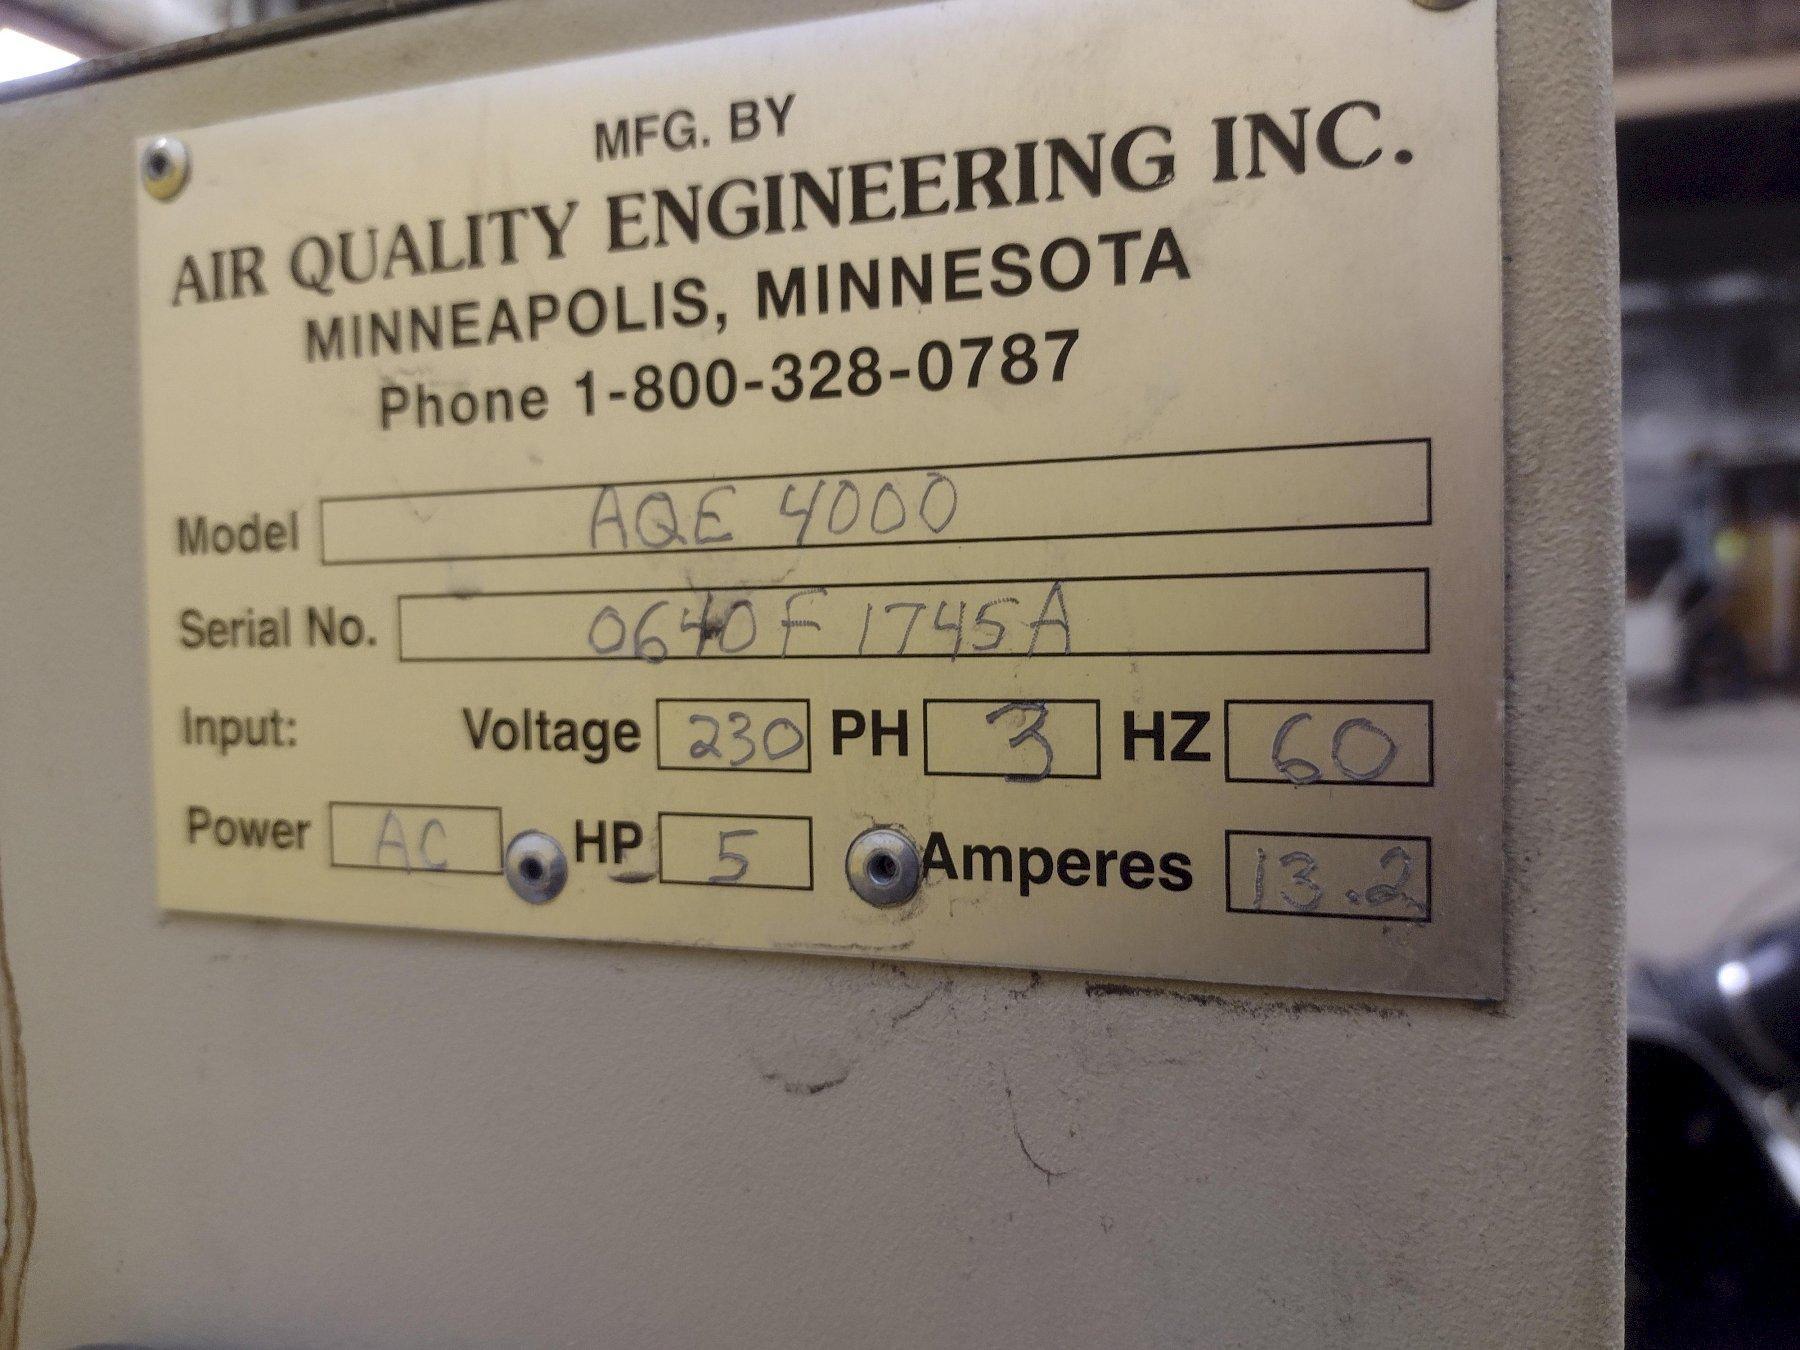 MFG. BY
AIR QUALITY ENGINEERING INC.
MINNEAPOLIS, MINNESOTA
Phone 1-800-328-0787
Model AQE 4000
Serial No. 0640F1745A
Input: Voltage 230 PH 3 HZ 60
Power AC HP 5 Amperes 13.2